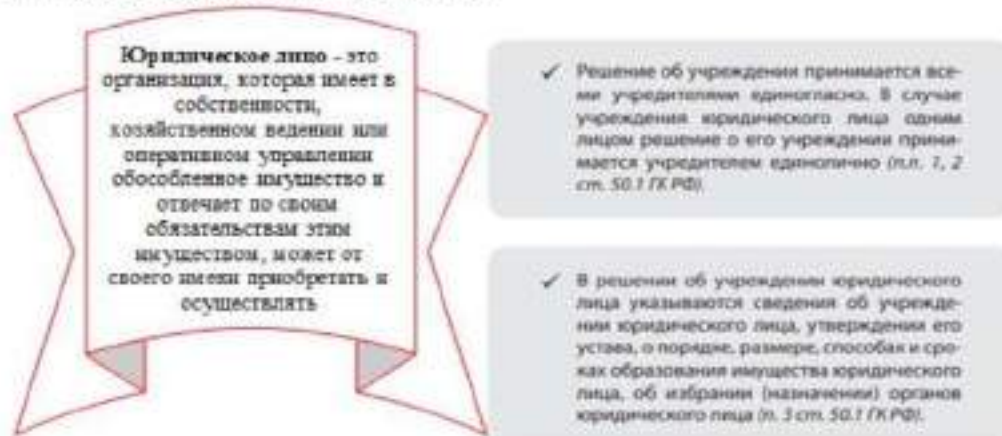 Юридическое лицо - это
организация, которая имеет в
собственности,
хозяйственном ведении или
оперативном управлении
обособленное имущество и
отвечает по своим
обязательствам этим
имуществом, может от
своего имени приобретать и
осуществлять
✓ Решение об учреждении принимается все-
ми учредителями единогласно. В случае
учреждения юридического лица одним
лицом решение о его учреждении прини-
мается учредителем единолично (п.п. 1, 2
ст. 50.1 ГК РФ).
✓ В решении об учреждении юридического
лица указываются сведения об учрежде-
нии юридического лица, утверждении его
устава, о порядке, размере, способах и сро-
ках образования имущества юридического
лица, об избрании (назначении) органов
юридического лица (п. 3 ст. 50.1 ГК РФ).